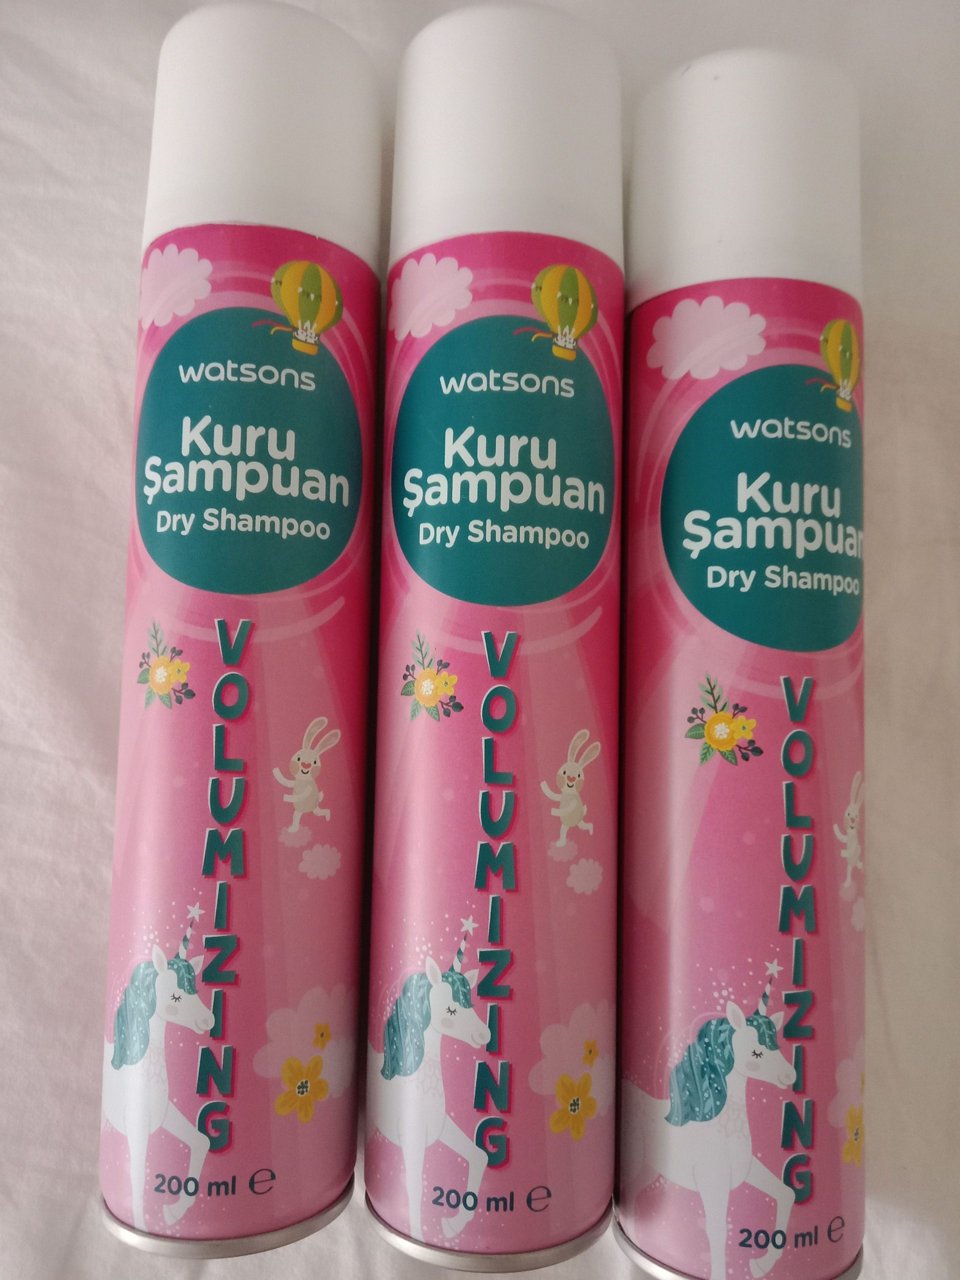 watsons
Kuru
Şampuan
Dry Shampoo
VOLUMIZING
200 ml e
watsons
Kuru
Şampuan
Dry Shampoo
VOLUMIZING
200 ml e
watsons
Kuru
Şampuan
Dry Shampoo
VOLUMIZING
200 ml e